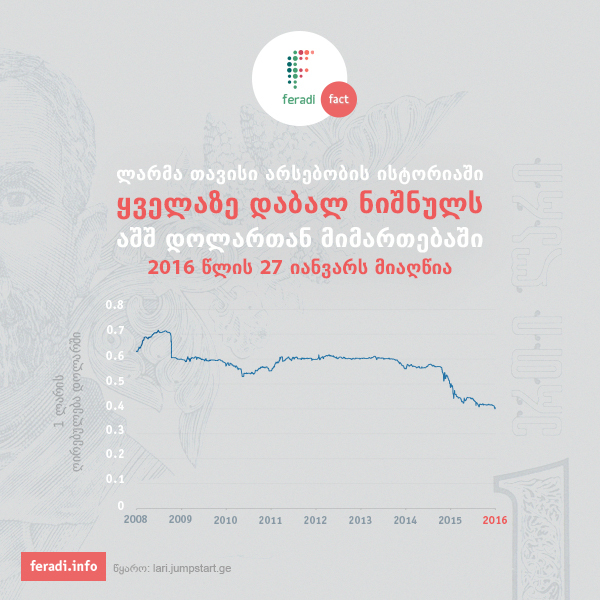 feradi fact
ლარმა თავისი არსებობის ისტორიაში
ყველაზე დაბალ ნიშნულს
აშშ დოლართან მიმართებაში
2016 წლის 27 იანვარს მიაღწია
1 ლარის
ღირებულება დოლარში
0.8
0.7
0.6
0.5
0.4
0.3
0.2
0.1
0
2008 2009 2010 2011 2012 2013 2014 2015 2016
1
feradi.info
წყარო: lari.jumpstart.ge